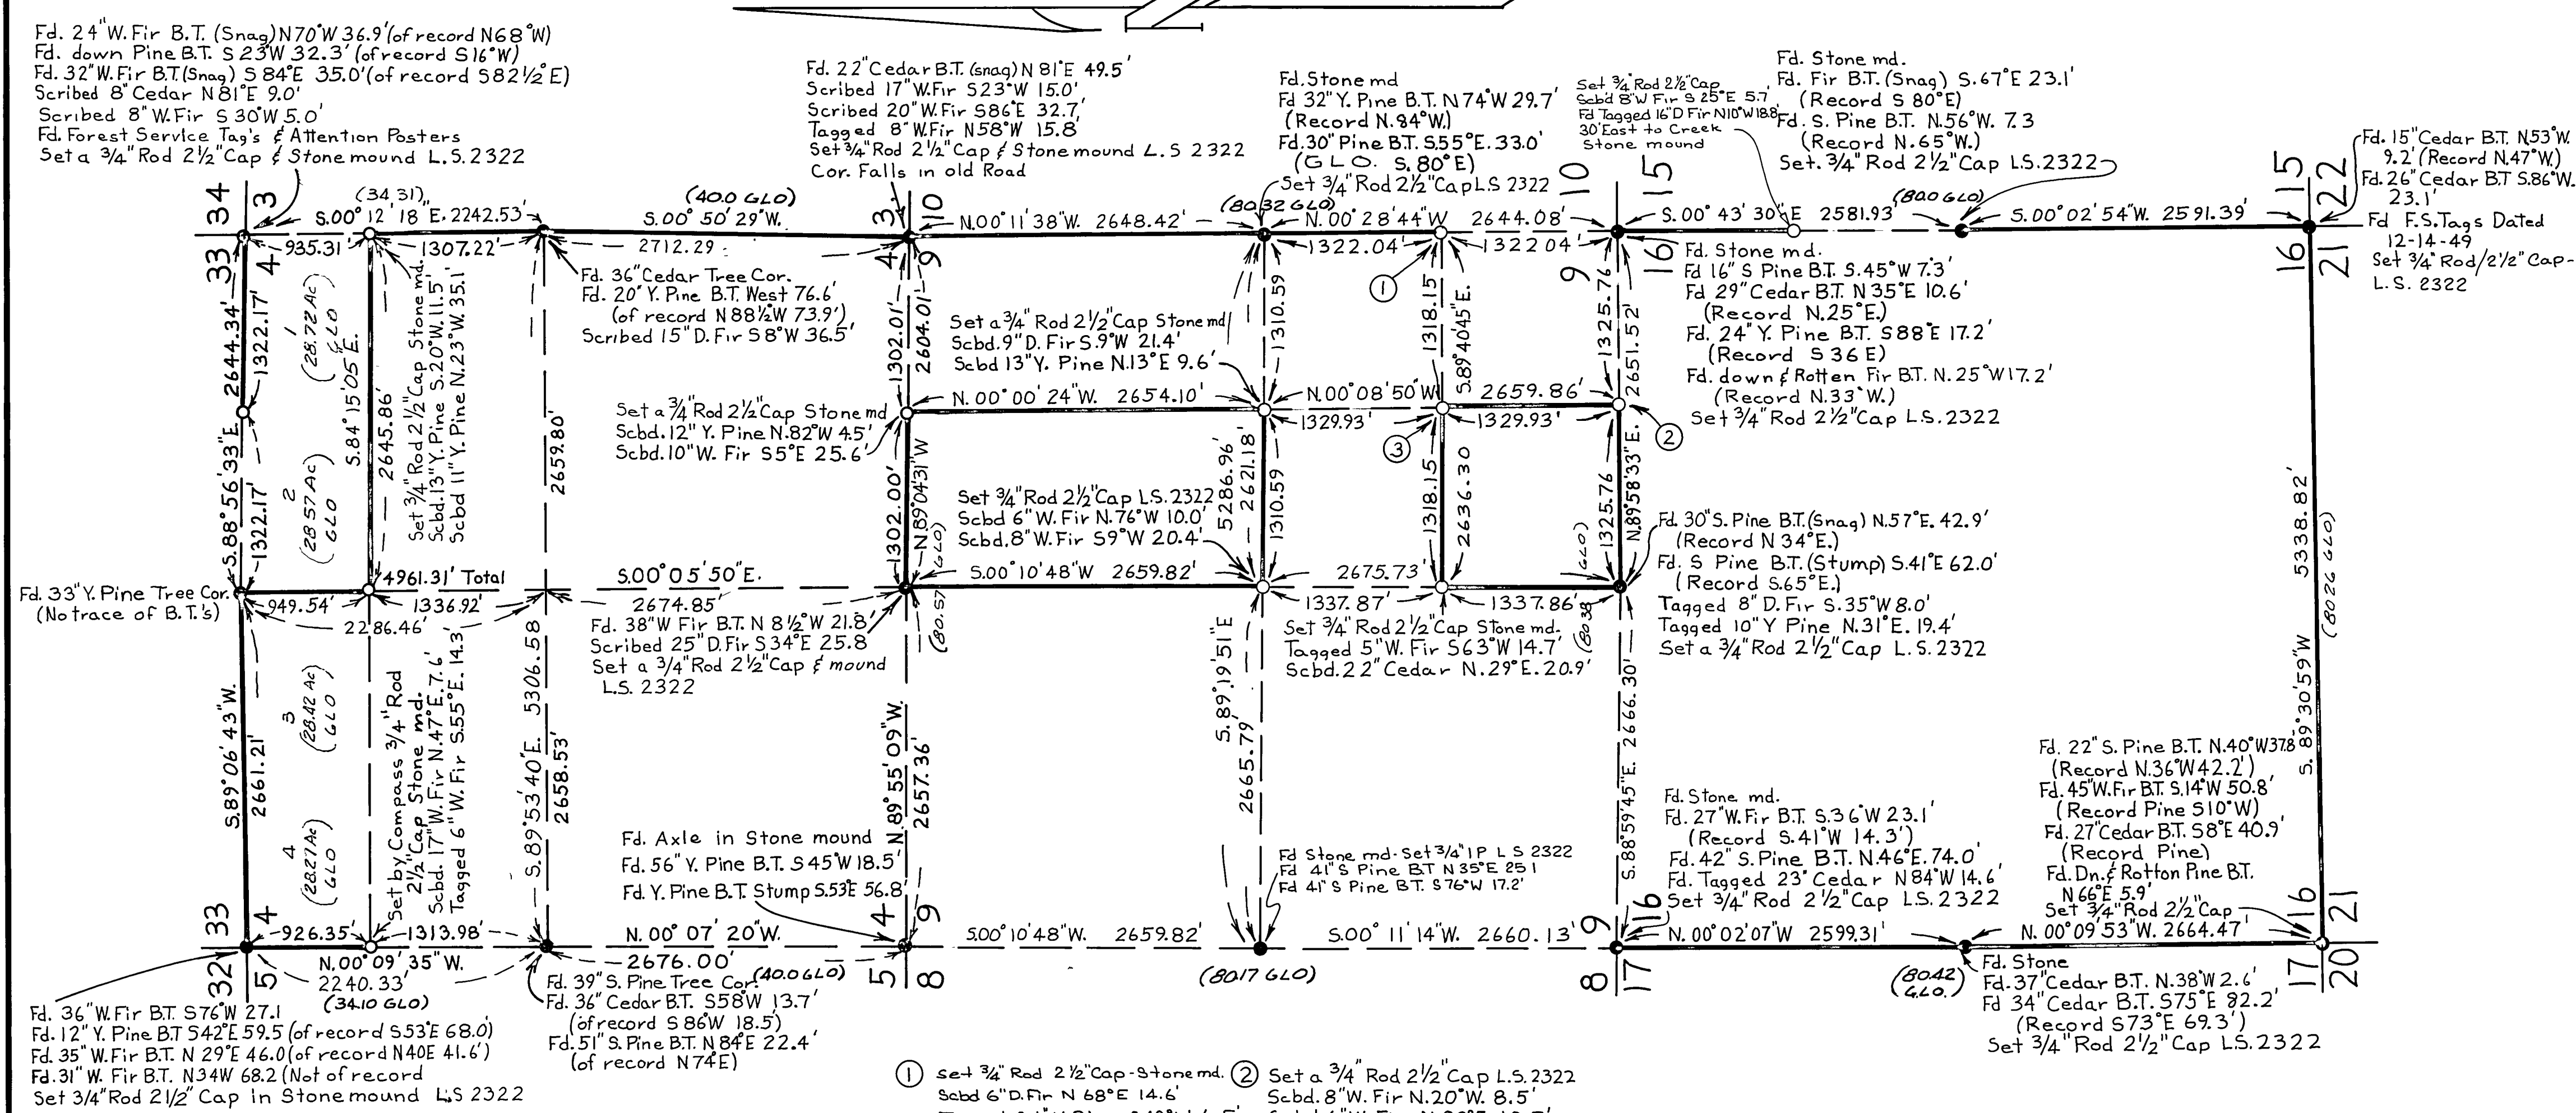 Fd. 24" W. Fir B.T. (Snag) N70°W 36.9' (of record N68°W)
Fd. down Pine B.T. S 23°W 32.3' (of record S16°W)
Fd. 32" W. Fir B.T. (Snag) S 84°E 35.0' (of record S82½°E)
Scribed 8" Cedar N81°E 9.0'
Scribed 8" W. Fir S 30°W 5.0'
Fd. Forest Service Tag's & Attention Posters
Set a 3/4" Rod 2½" Cap & Stone mound L.S. 2322
Fd. 22" Cedar B.T. (snag) N 81°E 49.5'
Scribed 17" W. Fir S23°W 15.0'
Scribed 20" W. Fir S86°E 32.7'
Tagged 8" W. Fir N58°W 15.8'
Set 3/4" Rod 2½" Cap & Stone mound L.S 2322
Cor. Falls in old Road
Fd. Stone md
Fd 32" Y. Pine B.T. N 74°W 29.7'
(Record N. 84°W.)
Fd. 30" Pine B.T. S.55°E. 33.0'
(G L O. S. 80°E)
Set 3/4" Rod 2½" Cap L.S 2322
Set 3/4" Rod 2½" Cap
Scbd 8" W Fir S 25°E 5.7
Fd Tagged 16" D Fir N10°W 18.8
30' East to Creek
Stone mound
Fd. Stone md.
Fd. Fir B.T. (Snag) S. 67°E 23.1'
(Record S 80°E)
Fd. S. Pine B.T. N.56°W. 7.3
(Record N. 65°W.)
Set. 3/4" Rod 2½" Cap LS. 2322
Fd. 15" Cedar B.T. N.53°W.
9.2' (Record N.47°W.)
Fd. 26" Cedar B.T S.86°W.
23.1'
Fd F.S. Tags Dated
12-14-49
Set 3/4" Rod/2½" Cap-
L.S. 2322
34 3
33 4
(34.31)
S.00° 12' 18 E. 2242.53'
935.31'
1307.22'
(40.0 GLO)
S.00° 50' 29" W.
2712.29
3 10
4 9
N.00° 11' 38" W. 2648.42'
(80.32 GLO)
N.00° 28' 44" W 2644.08'
1322.04'
1322 04'
10 15
9 16
S.00° 43' 30" E 2581.93'
(80.0 GLO)
S.00° 02' 54" W. 2591.39'
15 22
16 21
Fd. 36" Cedar Tree Cor.
Fd. 20" Y. Pine B.T. West 76.6'
(of record N88½W 73.9')
Scribed 15" D. Fir S8°W 36.5'
Fd. Stone md.
Fd 16" S Pine B.T. S.45°W 7.3'
Fd 29" Cedar B.T. N 35°E 10.6'
(Record N.25°E.)
Fd. 24" Y. Pine B.T. S88°E 17.2'
(Record S 36 E)
Fd. down & Rotten Fir B.T. N.25°W 17.2'
(Record N.33°W.)
Set 3/4" Rod 2½" Cap L.S. 2322
S.88° 56' 33" E 2644.34'
1322.17'
1322.17'
1
(28.72 Ac)
GLO
2
(28 57 Ac)
GLO
S.84° 15' 05" E.
2645.86'
Set 3/4" Rod 2½" Cap Stone md.
Scbd. 13" Y. Pine S.20°W. 11.5'
Scbd 11" Y. Pine N.23°W. 35.1'
2659.80'
1302.01'
2604.01'
1302.00'
N.89°04'31" W
Set a 3/4" Rod 2½" Cap Stone md
Scbd. 9" D. Fir S.9°W 21.4'
Scbd 13" Y. Pine N.13°E 9.6'
Set a 3/4" Rod 2½" Cap Stone md
Scbd. 12" Y. Pine N.82°W 4.5'
Scbd. 10" W. Fir S 5°E 25.6'
N. 00° 00' 24" W. 2654.10'
1310.59
1
1318.15
S.89°40'45" E.
1325.76
2651.52'
N.00° 08' 50" W
2659.86'
1329.93'
1329.93'
3
2
5286.96'
2621.18'
1310.59
1318.15
2636.30
1325.76
N.89°58'33" E.
Set 3/4" Rod 2½" Cap L.S. 2322
Scbd 6" W. Fir N.76°W 10.0'
Scbd. 8" W. Fir S9°W 20.4'
5338.82'
(80 26 GLO)
S. 89° 30' 59" W
Fd. 33" Y. Pine Tree Cor.
(No trace of B.T.'s)
4961.31' Total
949.54'
1336.92'
2286.46'
S.00° 05' 50" E.
2674.85'
(80.57 GLO)
S.00° 10' 48" W 2659.82'
2675.73'
1337.87'
1337.86'
(80.38 GLO)
Fd. 30" S. Pine B.T. (Snag) N.57°E. 42.9'
(Record N 34°E.)
Fd. S Pine B.T. (Stump) S.41°E 62.0'
(Record S.65°E.)
Tagged 8" D. Fir S.35°W 8.0'
Tagged 10" Y Pine N.31°E. 19.4'
Set a 3/4" Rod 2½" Cap L.S. 2322
Fd. 38" W Fir B.T. N 8½°W 21.8'
Scribed 25" D. Fir S34°E 25.8
Set a 3/4" Rod 2½" Cap & mound
L.S. 2322
Set 3/4" Rod 2½" Cap Stone md.
Tagged 5" W. Fir S63°W 14.7'
Scbd. 22" Cedar N.29°E. 20.9'
S.89°06' 43" W.
2661.21'
3
(28.42 Ac)
GLO
4
(28.27 Ac)
GLO
Set by Compass 3/4" Rod
2½" Cap Stone md.
Scbd. 17" W. Fir N.47°E. 7.6'
Tagged 6" W. Fir S.55°E. 14.3'
S.89°53'40" E. 5306.58
2658.53'
N.89°55'09" W.
2657.36'
S.89°19'51" E
2665.79'
S.88°59'45" E. 2666.30'
Fd. Axle in Stone mound
Fd. 56" Y. Pine B.T. S 45°W 18.5'
Fd Y. Pine B.T. Stump S.53°E 56.8'
Fd Stone md- Set 3/4" IP L S 2322
Fd 41" S Pine B.T N 35°E 25 1
Fd 41" S Pine B.T. S76°W 17.2'
Fd. Stone md.
Fd. 27" W. Fir B.T. S.36°W 23.1'
(Record S.41°W 14.3')
Fd. 42" S. Pine B.T. N.46°E. 74.0'
Fd. Tagged 23" Cedar N84°W 14.6'
Set 3/4" Rod 2½" Cap L.S. 2322
Fd. 22" S. Pine B.T. N.40°W 37.8'
(Record N.36°W 42.2')
Fd. 45" W. Fir B.T. S.14°W 50.8'
(Record Pine S10°W)
Fd. 27" Cedar B.T. S8°E 40.9'
(Record Pine)
Fd. Dn. & Rotton Pine B.T.
N 66°E 5.9'
Set 3/4" Rod 2½" Cap
33 4
32 5
926.35'
1313.98'
N.00°09' 35" W.
2240.33'
(34.10 GLO)
N. 00° 07' 20" W.
2676.00'
(40.0 GLO)
4 9
5 8
S.00° 10' 48" W. 2659.82'
(80.17 GLO)
S.00° 11' 14" W. 2660.13'
9 16
8 17
N. 00° 02' 07" W 2599.31'
(80.42 G.L.O.)
N. 00° 09' 53" W. 2664.47'
16 21
17 20
Fd. 36" W. Fir B.T. S76°W 27.1
Fd. 12" Y. Pine B.T S42°E 59.5 (of record S53°E 68.0')
Fd. 35" W. Fir B.T. N 29°E 46.0 (of record N40E 41.6')
Fd. 31" W. Fir B.T. N34W 68.2 (Not of record
Set 3/4" Rod 2 1/2" Cap in Stone mound L.S 2322
Fd. 39" S. Pine Tree Cor.
Fd. 36" Cedar B.T. S58°W 13.7'
(of record S 86W 18.5')
Fd. 51" S. Pine B.T. N 84°E 22.4'
(of record N74°E)
Fd. Stone
Fd. 37" Cedar B.T. N.38°W 2.6'
Fd 34" Cedar B.T. S75°E 82.2'
(Record S73°E 69.3')
Set 3/4" Rod 2½" Cap L.S. 2322
1 set 3/4" Rod 2½" Cap-Stone md.
Scbd 6" D. Fir N 68°E 14.6'
2 Set a 3/4" Rod 2½" Cap L.S. 2322
Scbd. 8" W. Fir N.20°W. 8.5'